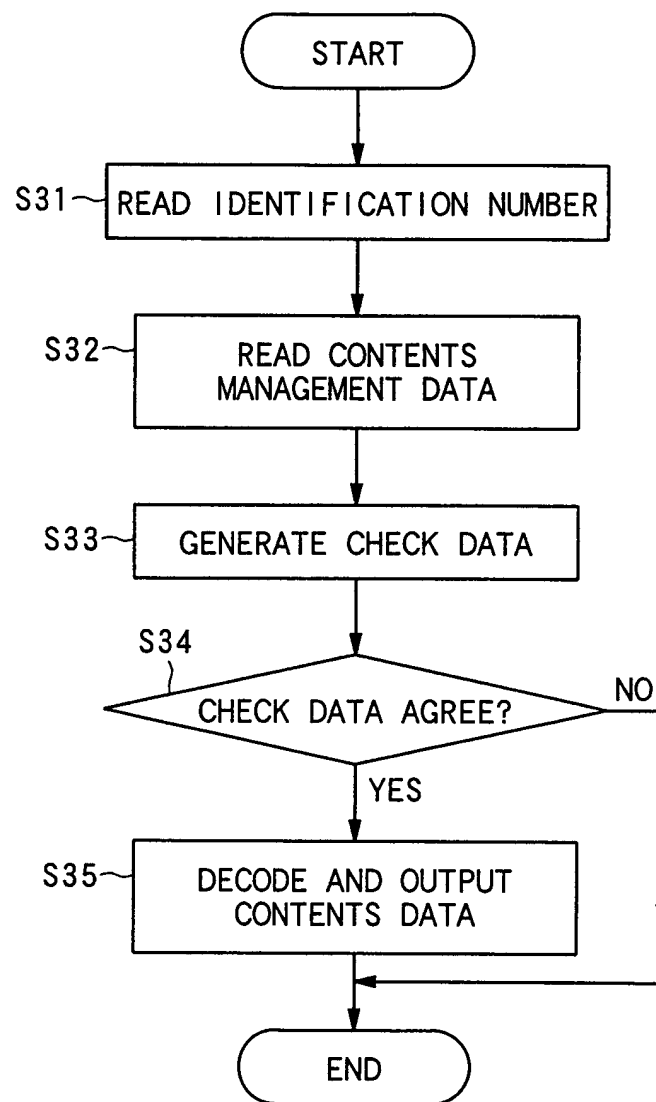 START
S31
READ IDENTIFICATION NUMBER
S32
READ CONTENTS
MANAGEMENT DATA
S33
GENERATE CHECK DATA
S34
CHECK DATA AGREE?
NO
YES
S35
DECODE AND OUTPUT
CONTENTS DATA
END